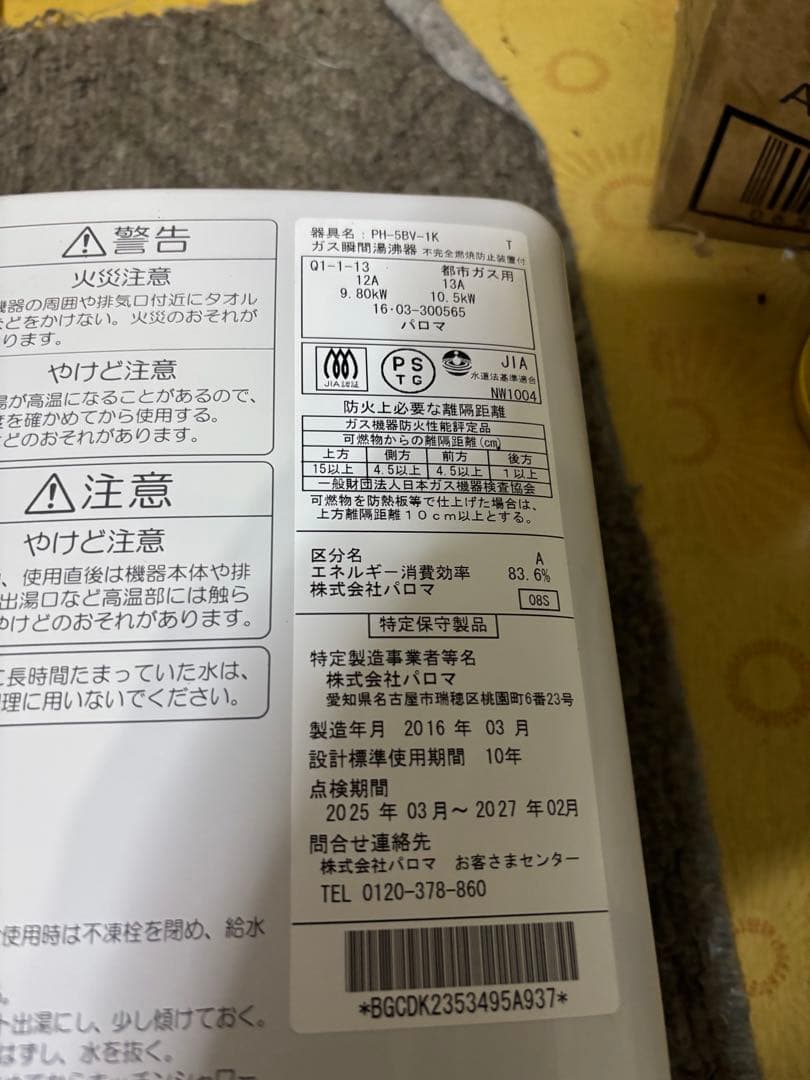 警告
火災注意
機器の周囲や排気口付近にタオル
などをかけない。火災のおそれが
ります。
やけど注意
湯が高温になることがあるので、
を確かめてから使用する。
どのおそれがあります。
注意
やけど注意
、使用直後は機器本体や排
出湯口など高温部には触ら
やけどのおそれがあります。
に長時間たまっていた水は、
理に用いないでください。
使用時は不凍栓を閉め、給水
出湯にし、少し傾けておく。
はずし、水を抜く。
器具名：PH-5BV-1K T
ガス瞬間湯沸器 不完全燃焼防止装置付
Q1-1-13 都市ガス用
12A 13A
9.80kW 10.5kW
16·03-300565
パロマ
JIA認証
PS
TG
JIA
水道法基準適合
NW1004
防火上必要な離隔距離
ガス機器防火性能評定品
可燃物からの離隔距離(cm)
上方 側方 前方 後方
15以上 4.5以上 4.5以上 1以上
一般財団法人日本ガス機器検査協会
可燃物を防熱板等で仕上げた場合は、
上方離隔距離10cm以上とする。
区分名 A
エネルギー消費効率 83.6%
株式会社パロマ 08S
特定保守製品
特定製造事業者等名
株式会社パロマ
愛知県名古屋市瑞穂区桃園町6番23号
製造年月 2016 年 03 月
設計標準使用期間 10年
点検期間
2025 年 03 月～ 2027 年 02月
問合せ連絡先
株式会社パロマ お客さまセンター
TEL 0120-378-860
*BGCDK2353495A937*